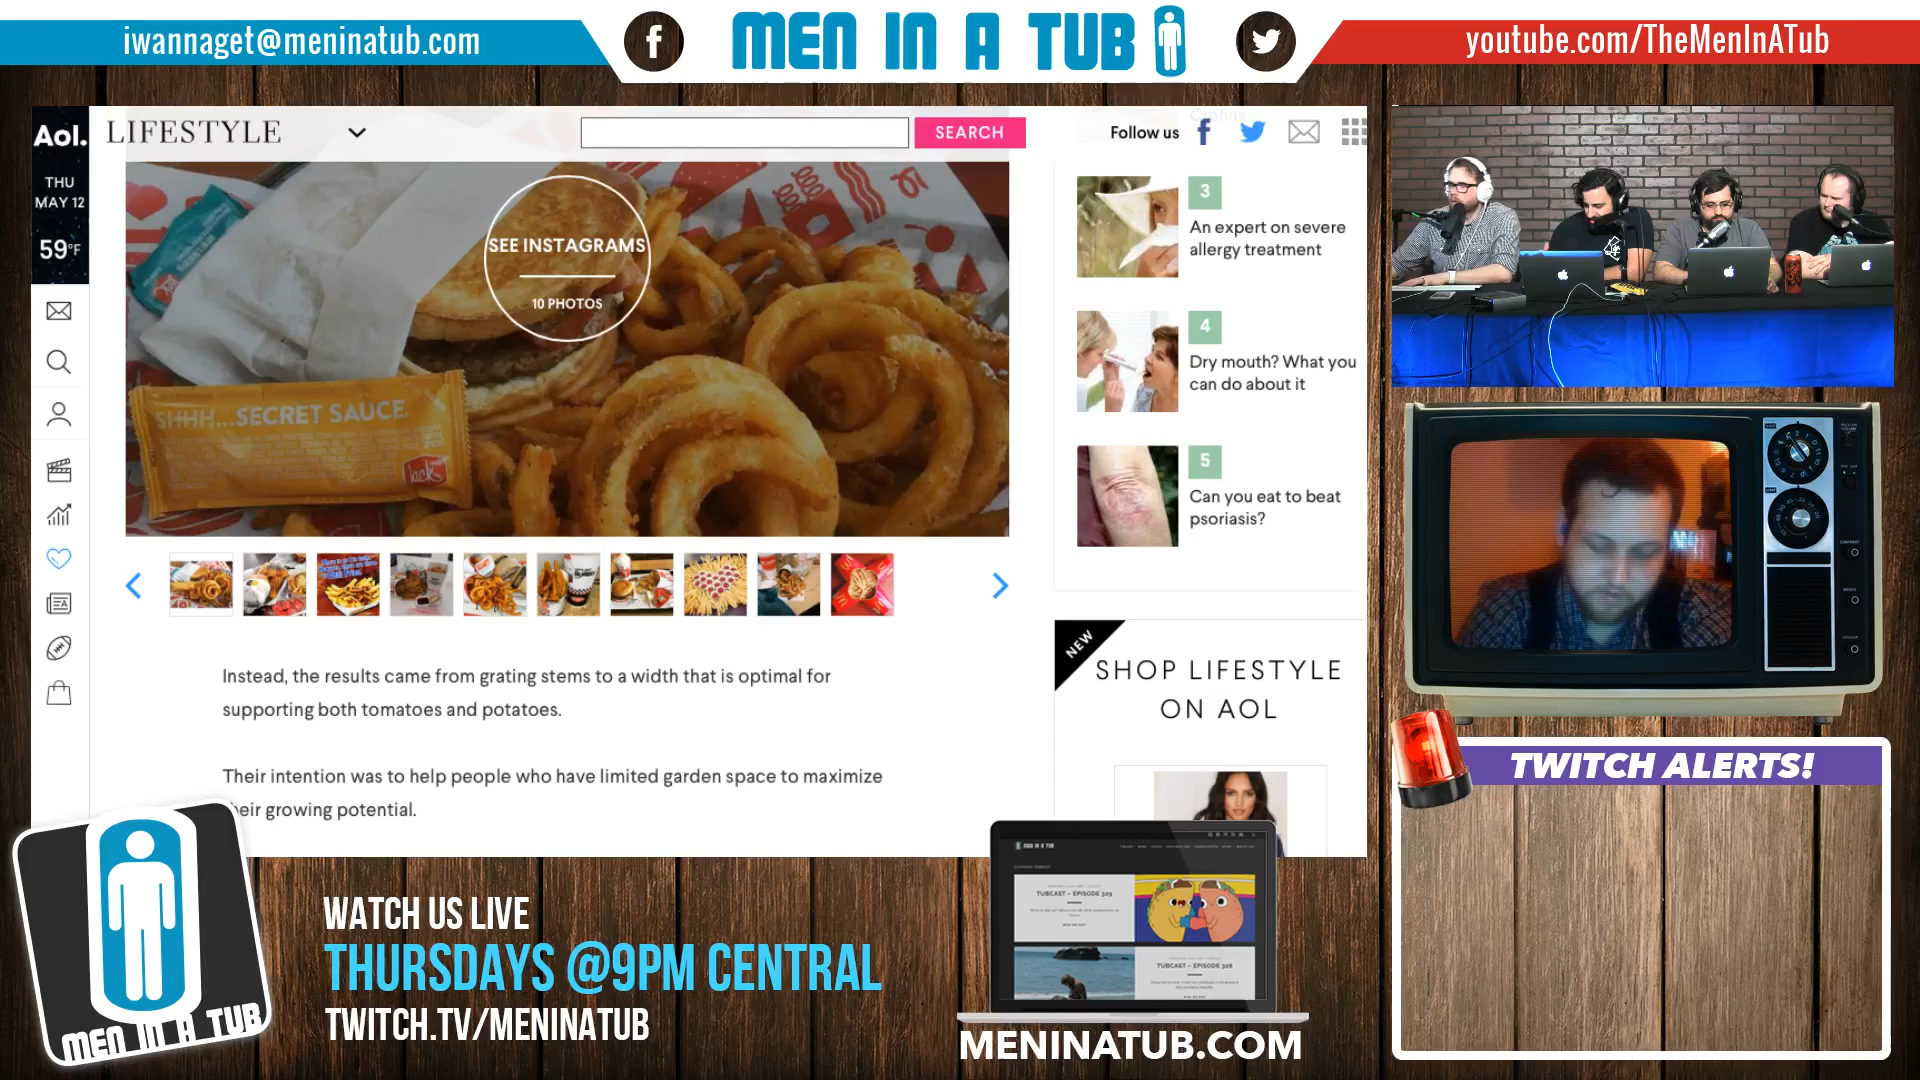 iwannaget@meninatub.com
MEN IN A TUB
youtube.com/TheMenInATub
Aol.
LIFESTYLE
SEARCH
Follow us
THU
MAY 12
59°F
SEE INSTAGRAMS
10 PHOTOS
SHHH...SECRET SAUCE.
Jack's
3
An expert on severe
allergy treatment
4
Dry mouth? What you
can do about it
5
Can you eat to beat
psoriasis?
Instead, the results came from grating stems to a width that is optimal for
supporting both tomatoes and potatoes.
Their intention was to help people who have limited garden space to maximize
their growing potential.
NEW
SHOP LIFESTYLE
ON AOL
TWITCH ALERTS!
MEN IN A TUB
WATCH US LIVE
THURSDAYS @9PM CENTRAL
TWITCH.TV/MENINATUB
MEN IN A TUB
TUBCAST – EPISODE 329
TUBCAST – EPISODE 328
MENINATUB.COM